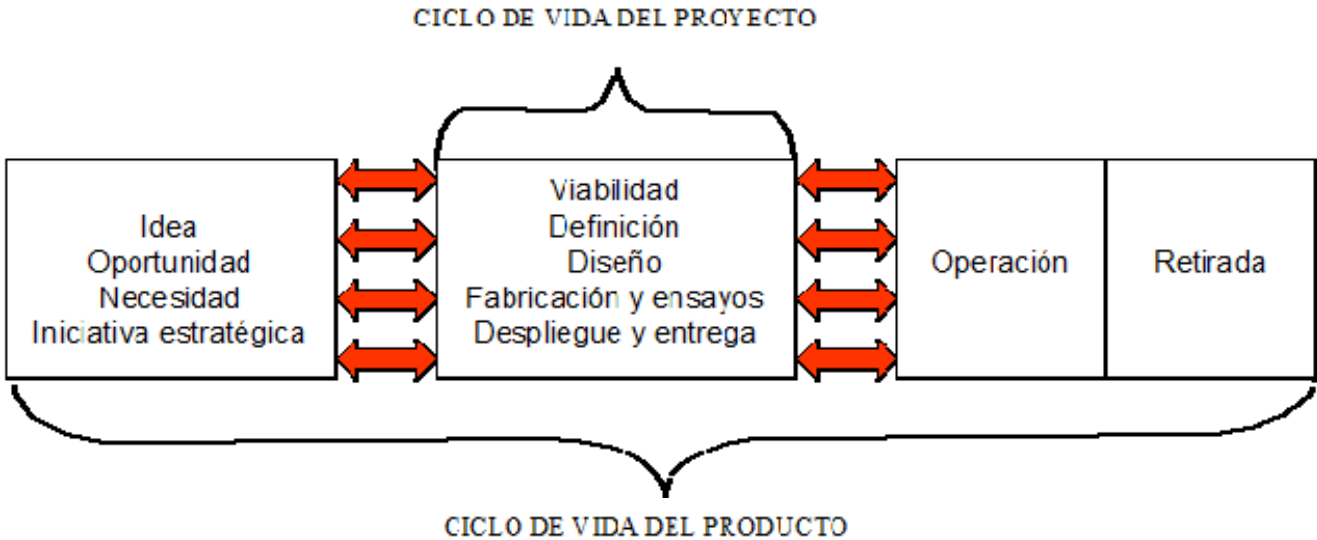 CICLO DE VIDA DEL PROYECTO
Idea
Oportunidad
Necesidad
Iniciativa estratégica
Viabilidad
Definición
Diseño
Fabricación y ensayos
Despliegue y entrega
Operación
Retirada
CICLO DE VIDA DEL PRODUCTO